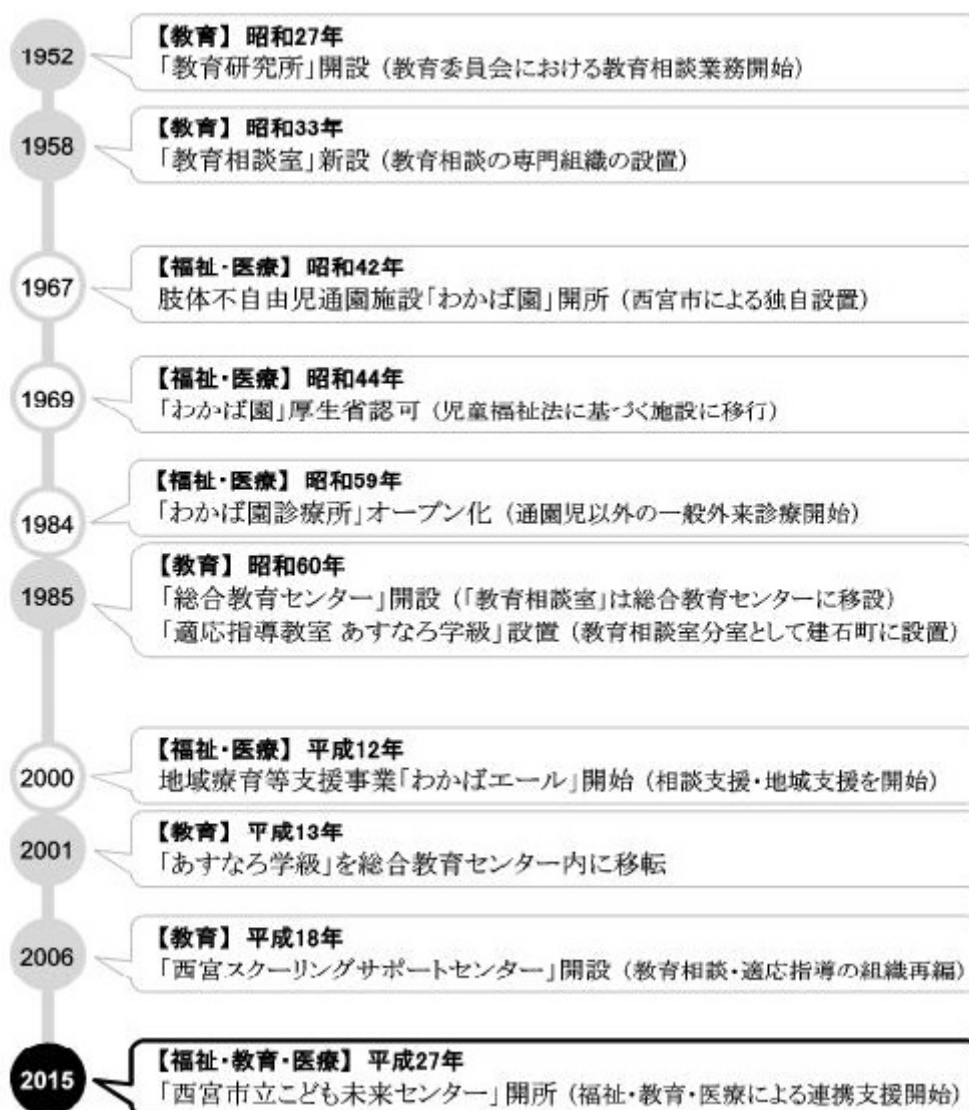 1952
【教育】 昭和27年
「教育研究所」開設 （教育委員会における教育相談業務開始）
1958
【教育】 昭和33年
「教育相談室」新設 （教育相談の専門組織の設置）
1967
【福祉・医療】 昭和42年
肢体不自由児通園施設「わかば園」開所 （西宮市による独自設置）
1969
【福祉・医療】 昭和44年
「わかば園」厚生省認可 （児童福祉法に基づく施設に移行）
1984
【福祉・医療】 昭和59年
「わかば園診療所」オープン化 （通園児以外の一般外来診療開始）
1985
【教育】 昭和60年
「総合教育センター」開設 （「教育相談室」は総合教育センターに移設）
「適応指導教室 あすなろ学級」設置 （教育相談室分室として建石町に設置）
2000
【福祉・医療】 平成12年
地域療育等支援事業「わかばエール」開始 （相談支援・地域支援を開始）
2001
【教育】 平成13年
「あすなろ学級」を総合教育センター内に移転
2006
【教育】 平成18年
「西宮スクーリングサポートセンター」開設 （教育相談・適応指導の組織再編）
2015
【福祉・教育・医療】 平成27年
「西宮市立こども未来センター」開所 （福祉・教育・医療による連携支援開始）